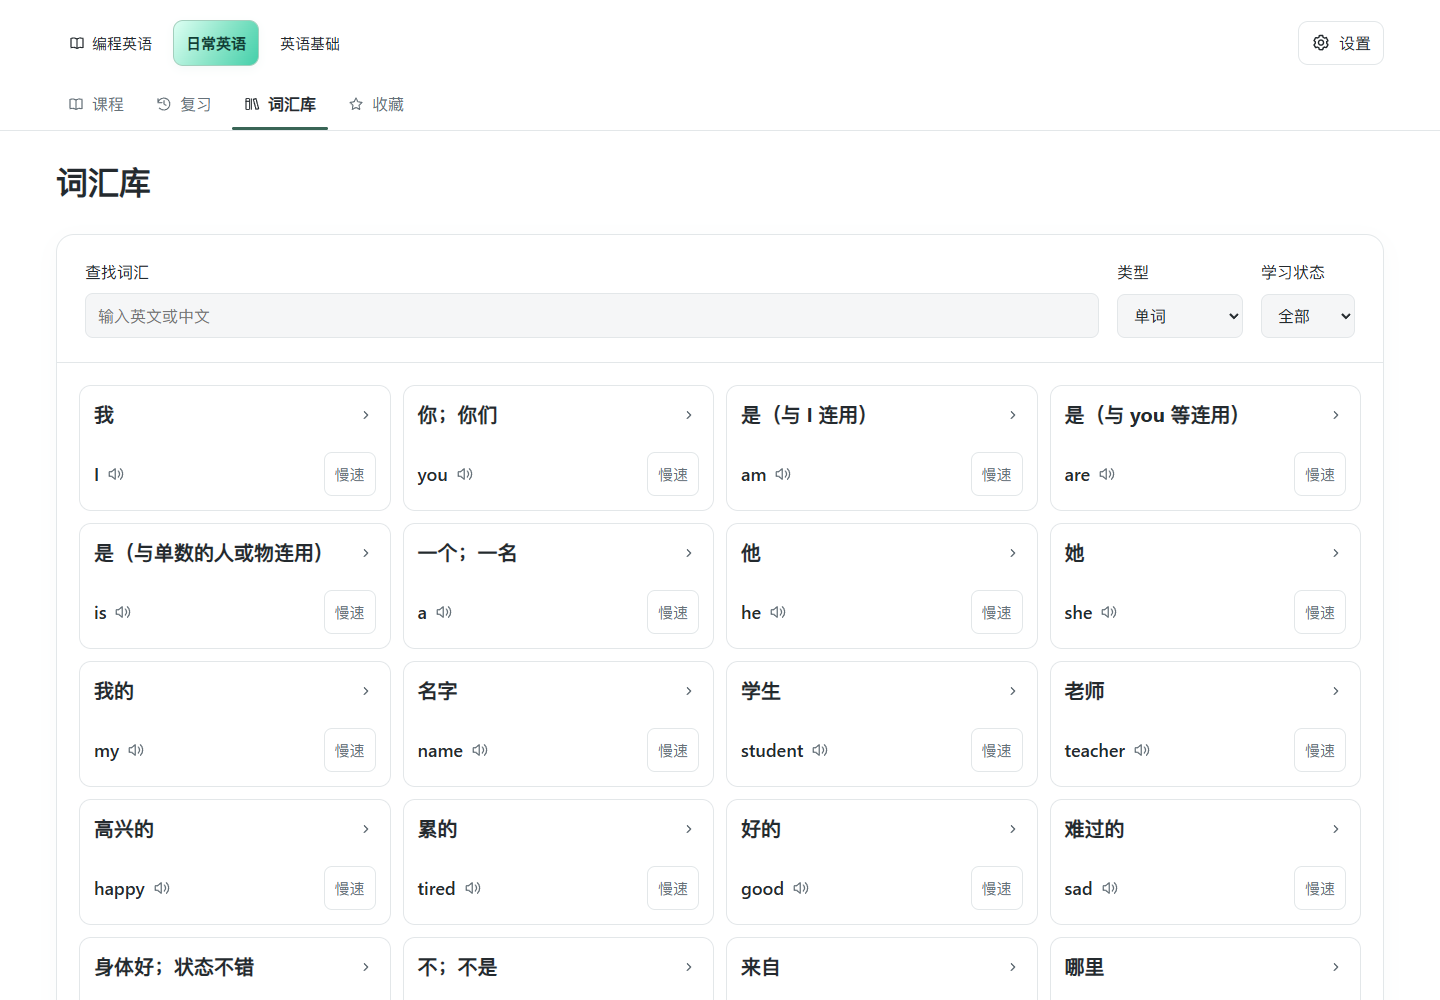 编程英语 日常英语 英语基础 设置
课程 复习 词汇库 收藏
词汇库
查找词汇 类型 学习状态
输入英文或中文 单词 全部
我 你；你们 是（与 I 连用） 是（与 you 等连用）
I 慢速 you 慢速 am 慢速 are 慢速
是（与单数的人或物连用） 一个；一名 他 她
is 慢速 a 慢速 he 慢速 she 慢速
我的 名字 学生 老师
my 慢速 name 慢速 student 慢速 teacher 慢速
高兴的 累的 好的 难过的
happy 慢速 tired 慢速 good 慢速 sad 慢速
身体好；状态不错 不；不是 来自 哪里